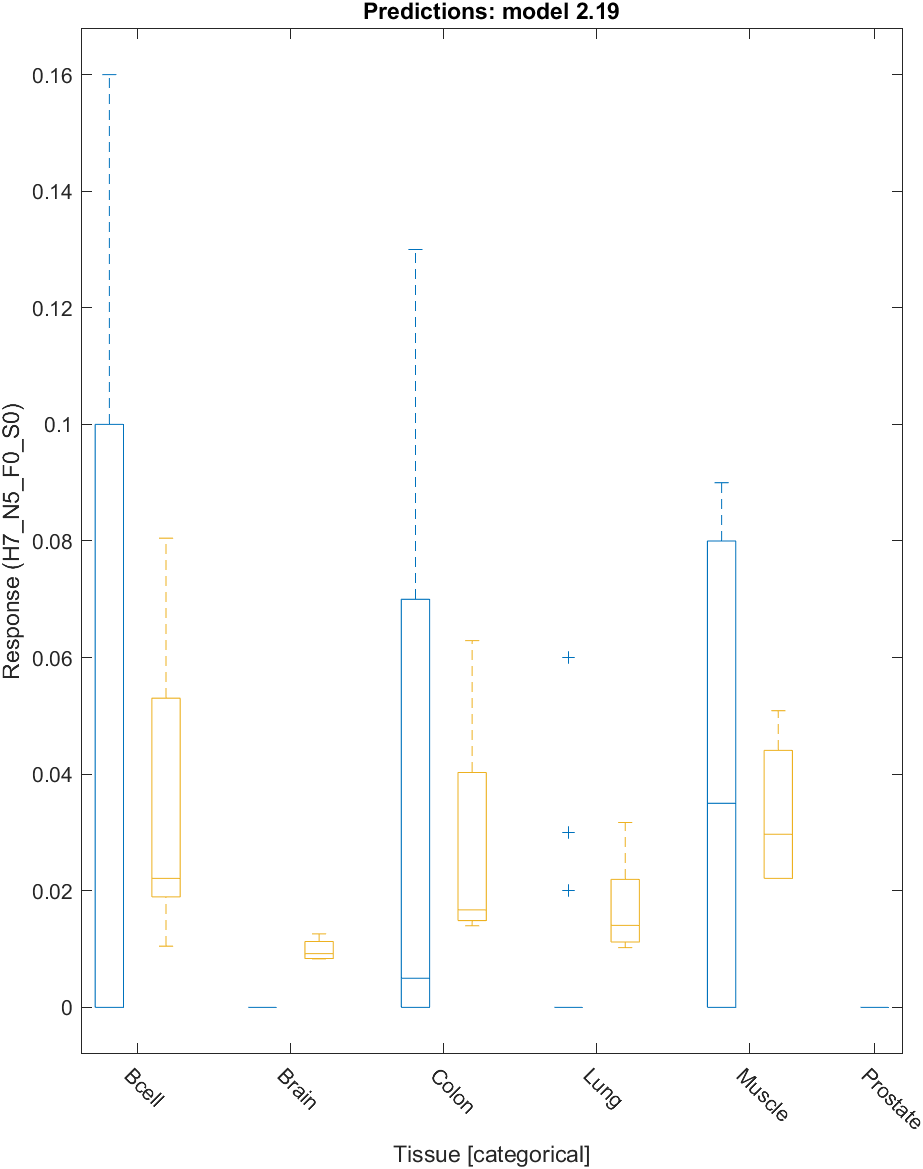 Predictions: model 2.19
0.16
0.14
0.12
0.1
0.08
0.06
0.04
0.02
0
Response (H7_N5_F0_S0)
Bcell
Brain
Colon
Lung
Muscle
Prostate
Tissue [categorical]